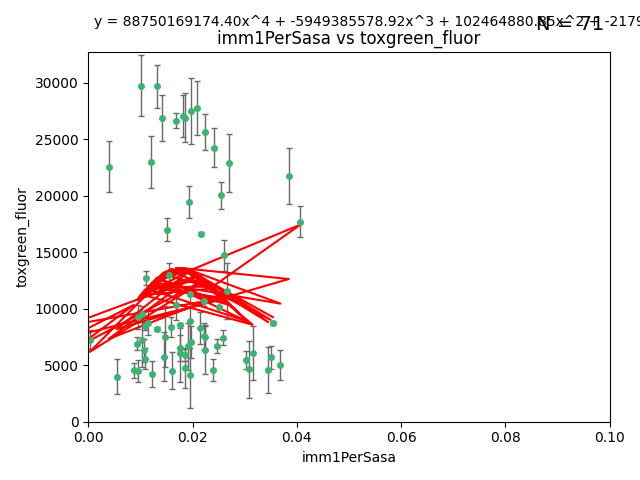 y = 88750169174.40x^4 + -5949385578.92x^3 + 102464880.85x^2 + -2179
N = 71
imm1PerSasa vs toxgreen_fluor
30000
25000
20000
15000
10000
5000
0
toxgreen_fluor
0.00 0.02 0.04 0.06 0.08 0.10
imm1PerSasa